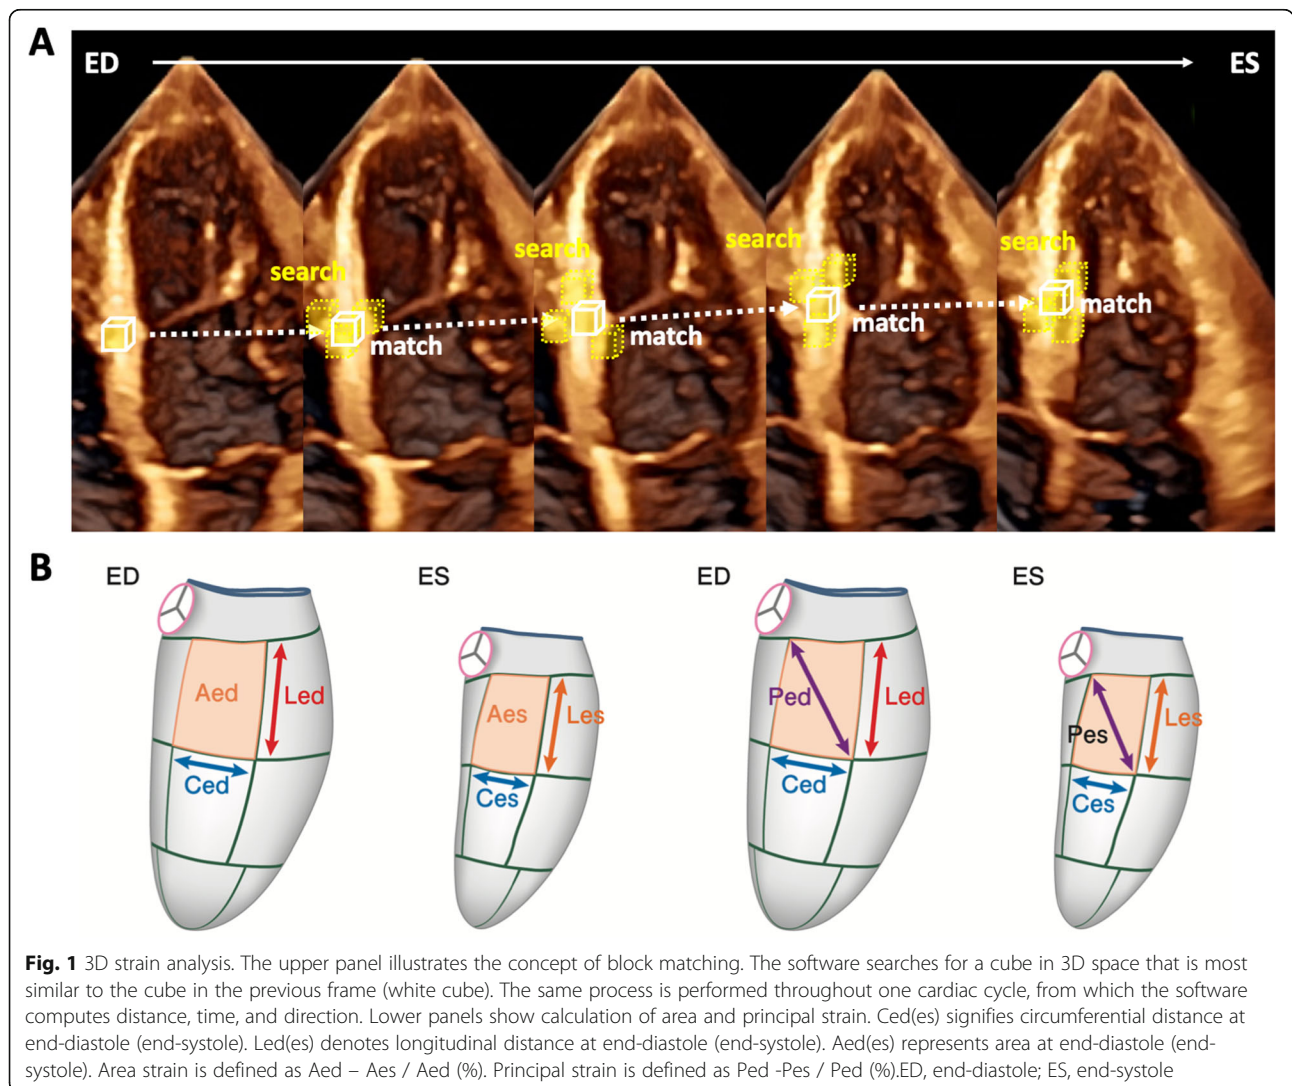 A
ED
ES
search
search
search
search
match
match
match
match
B
ED
ES
ED
ES
Aed
Led
Ced
Aes
Les
Ces
Ped
Led
Ced
Pes
Les
Ces
Fig. 1 3D strain analysis. The upper panel illustrates the concept of block matching. The software searches for a cube in 3D space that is most
similar to the cube in the previous frame (white cube). The same process is performed throughout one cardiac cycle, from which the software
computes distance, time, and direction. Lower panels show calculation of area and principal strain. Ced(es) signifies circumferential distance at
end-diastole (end-systole). Led(es) denotes longitudinal distance at end-diastole (end-systole). Aed(es) represents area at end-diastole (end-
systole). Area strain is defined as Aed – Aes / Aed (%). Principal strain is defined as Ped -Pes / Ped (%).ED, end-diastole; ES, end-systole